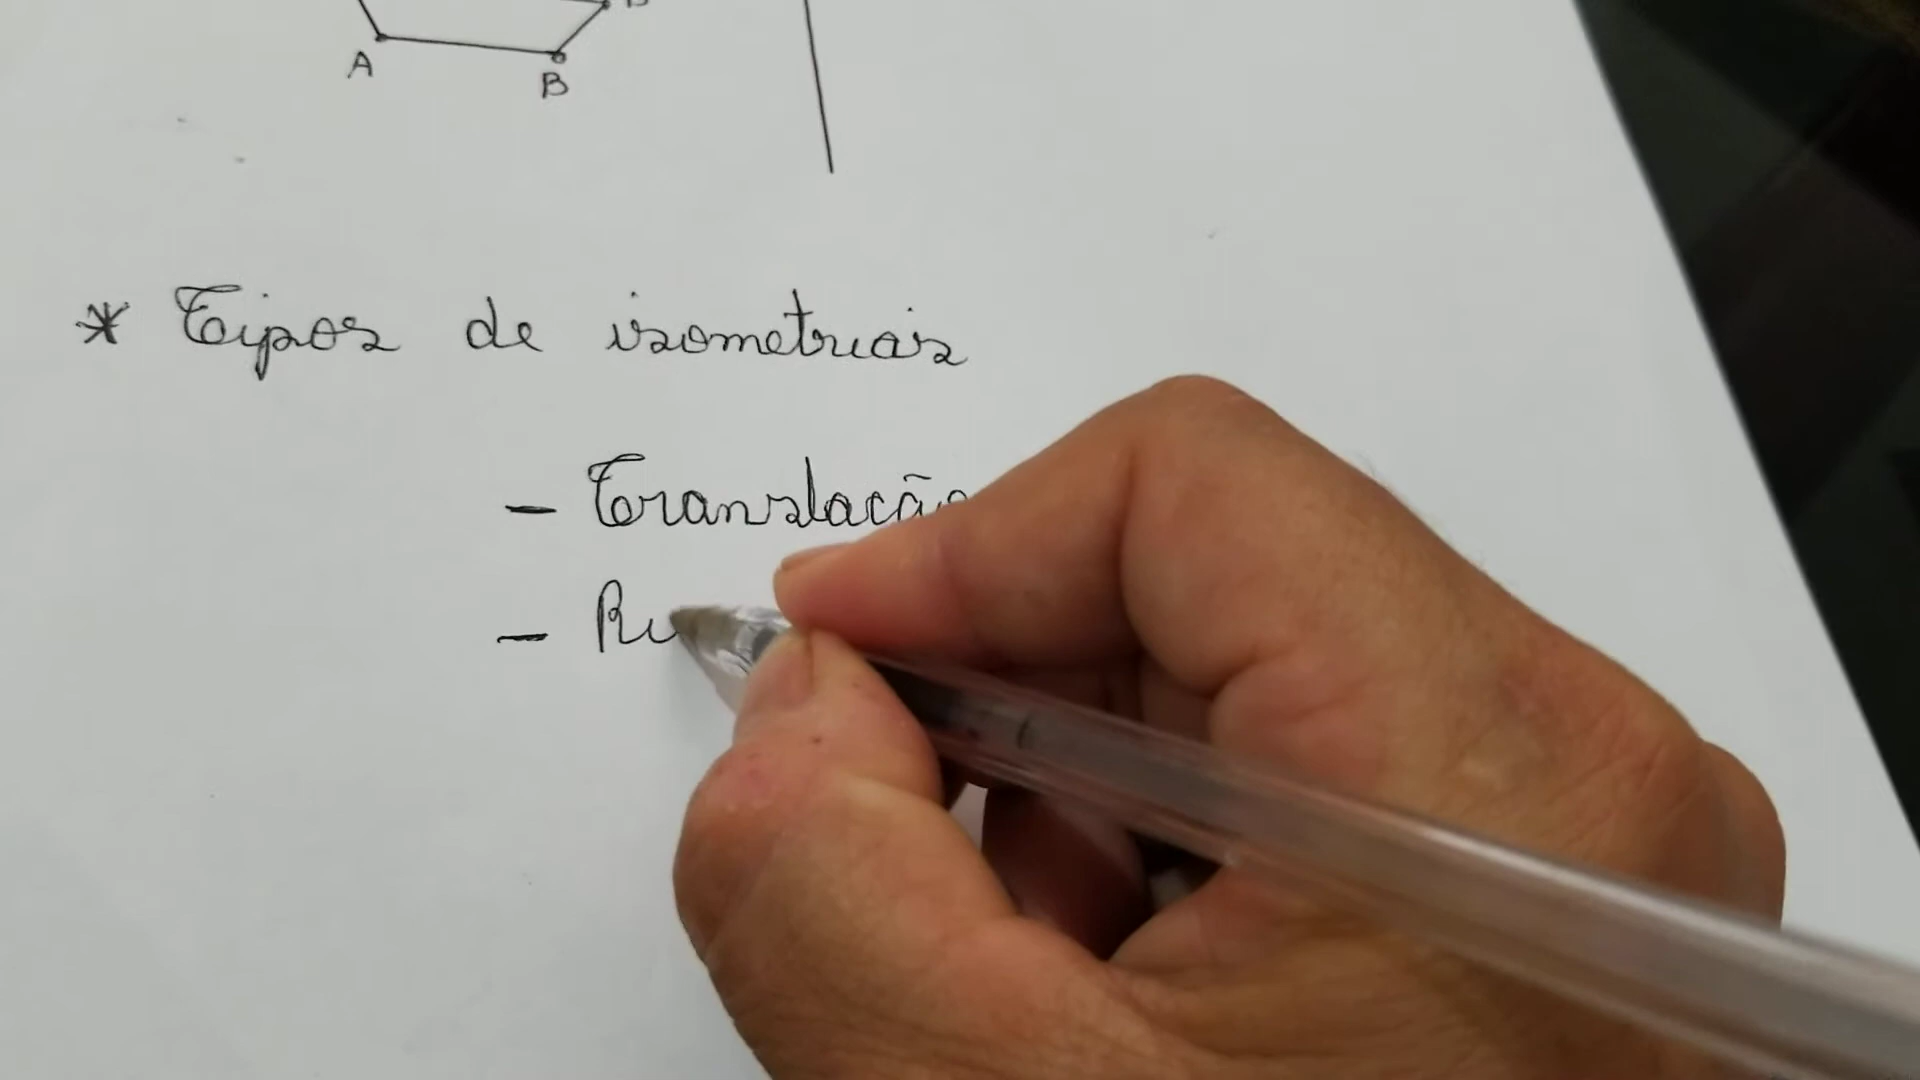 A
B
* Tipos de isometrias
- Translação
-